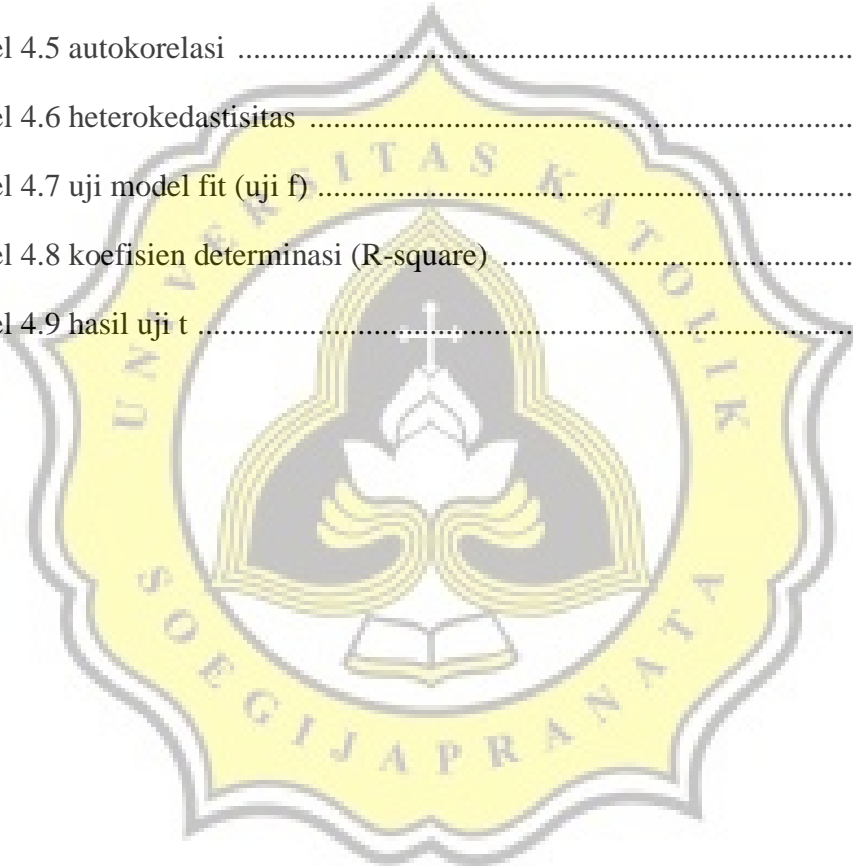 el 4.5 autokorelasi ........................................................................................
el 4.6 heterokedastisitas ..............................................................................
el 4.7 uji model fit (uji f) .............................................................................
el 4.8 koefisien determinasi (R-square) ...................................................
el 4.9 hasil uji t ...............................................................................................
UNIVERSITAS KATOLIK
SOEGIJAPRANATA